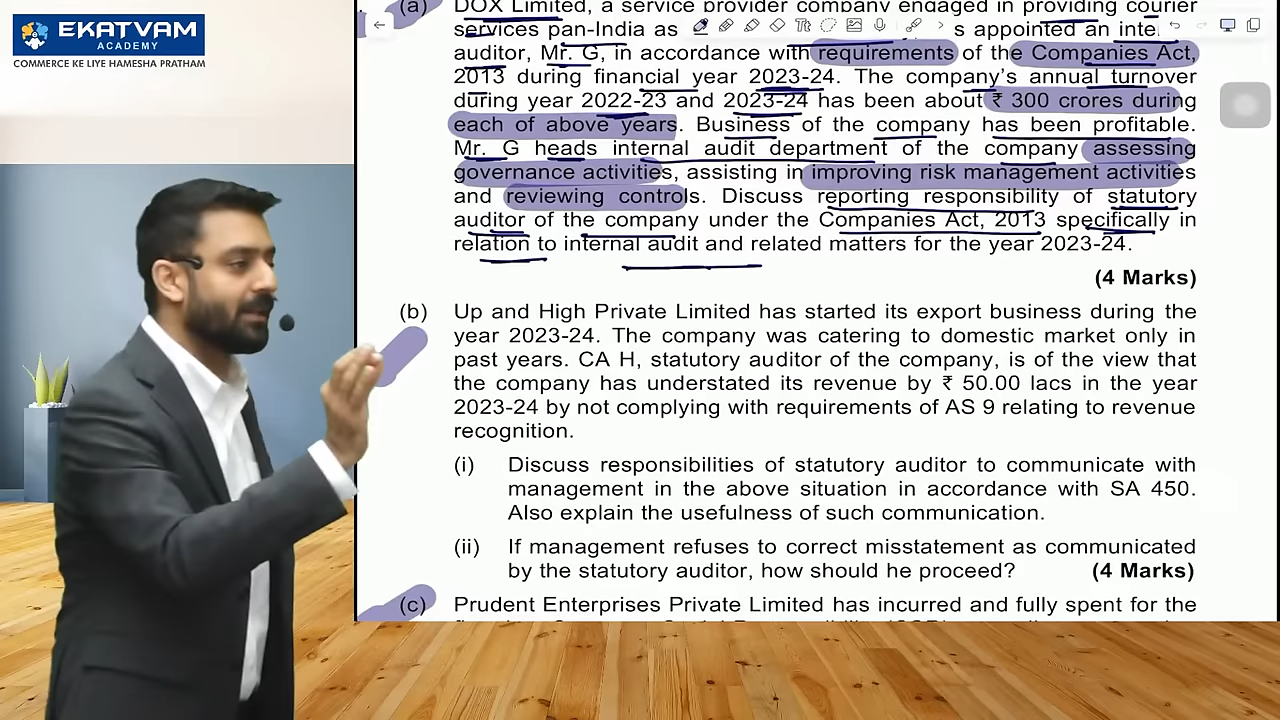 EKATVAM
ACADEMY
COMMERCE KE LIYE HAMESHA PRATHAM
(a) DOX Limited, a service provider company engaged in providing courier
services pan-India as s appointed an inte
auditor, Mr. G, in accordance with requirements of the Companies Act,
2013 during financial year 2023-24. The company's annual turnover
during year 2022-23 and 2023-24 has been about ₹ 300 crores during
each of above years. Business of the company has been profitable.
Mr. G heads internal audit department of the company assessing
governance activities, assisting in improving risk management activities
and reviewing controls. Discuss reporting responsibility of statutory
auditor of the company under the Companies Act, 2013 specifically in
relation to internal audit and related matters for the year 2023-24.
(4 Marks)
(b) Up and High Private Limited has started its export business during the
year 2023-24. The company was catering to domestic market only in
past years. CA H, statutory auditor of the company, is of the view that
the company has understated its revenue by ₹ 50.00 lacs in the year
2023-24 by not complying with requirements of AS 9 relating to revenue
recognition.
(i) Discuss responsibilities of statutory auditor to communicate with
management in the above situation in accordance with SA 450.
Also explain the usefulness of such communication.
(ii) If management refuses to correct misstatement as communicated
by the statutory auditor, how should he proceed? (4 Marks)
(c) Prudent Enterprises Private Limited has incurred and fully spent for the